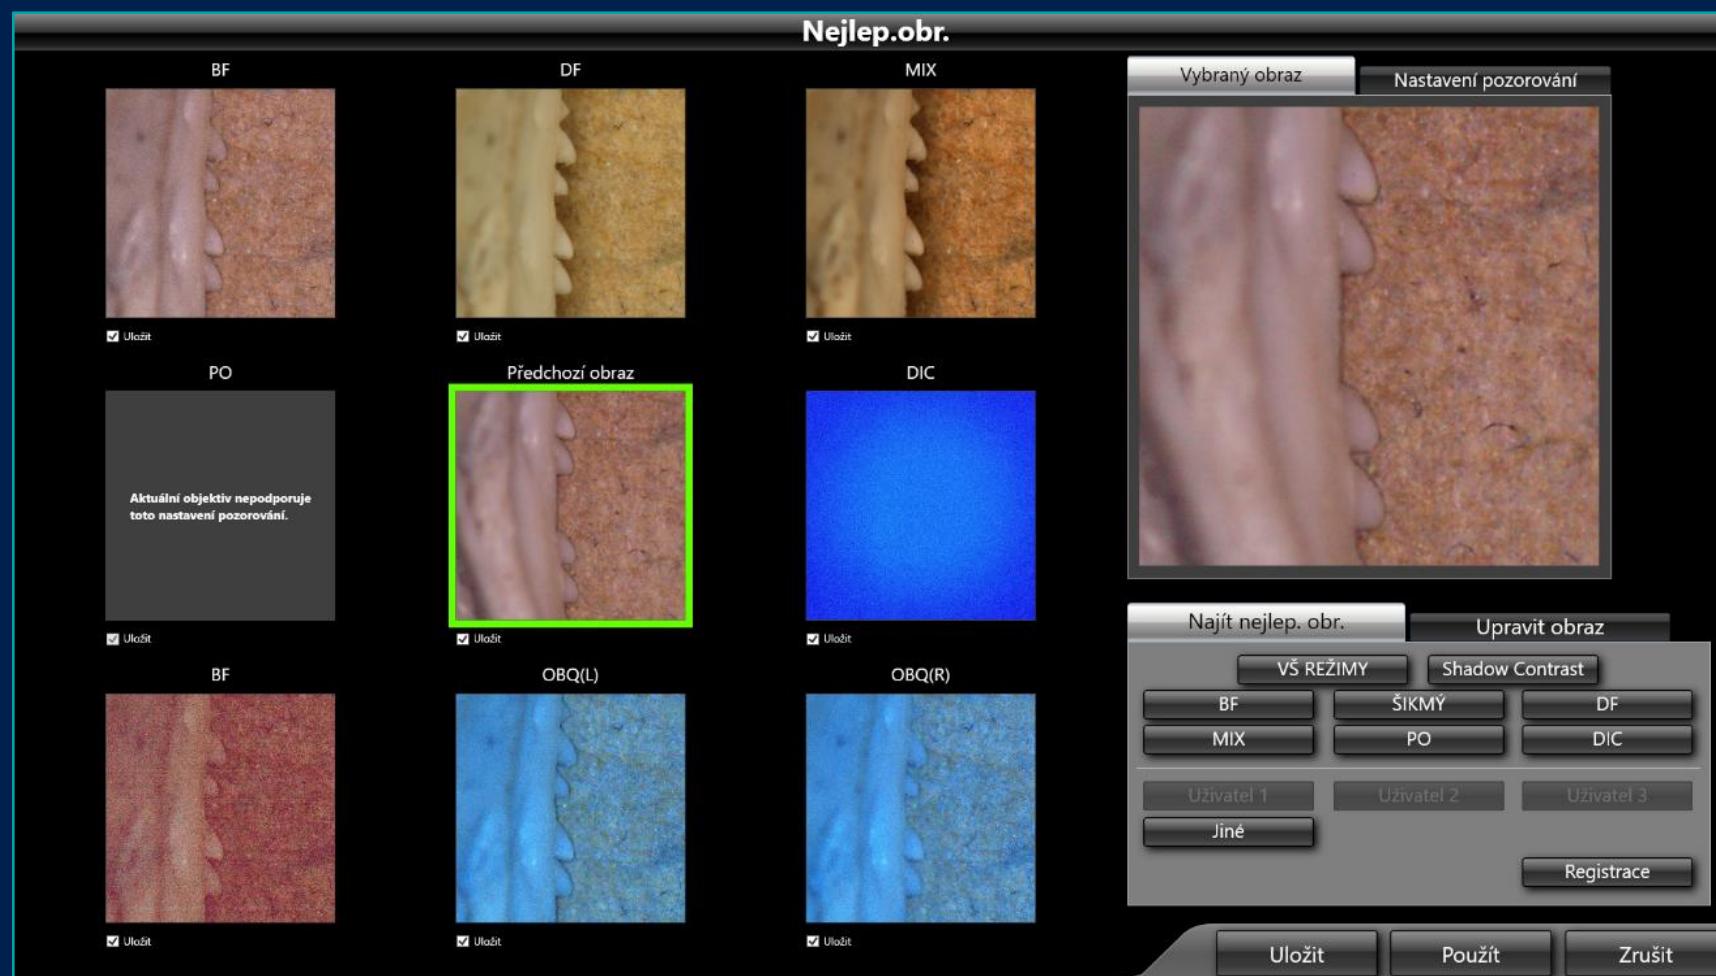 Nejlep.obr.
BF
DF
MIX
Uložit
Uložit
Uložit
PO
Předchozí obraz
DIC
Aktuální objektiv nepodporuje
toto nastavení pozorování.
Uložit
Uložit
Uložit
BF
OBQ(L)
OBQ(R)
Uložit
Uložit
Uložit
Vybraný obraz
Nastavení pozorování
Najít nejlep. obr.
Upravit obraz
VŠ REŽIMY
Shadow Contrast
BF
ŠIKMÝ
DF
MIX
PO
DIC
Uživatel 1
Uživatel 2
Uživatel 3
Jiné
Registrace
Uložit
Použít
Zrušit